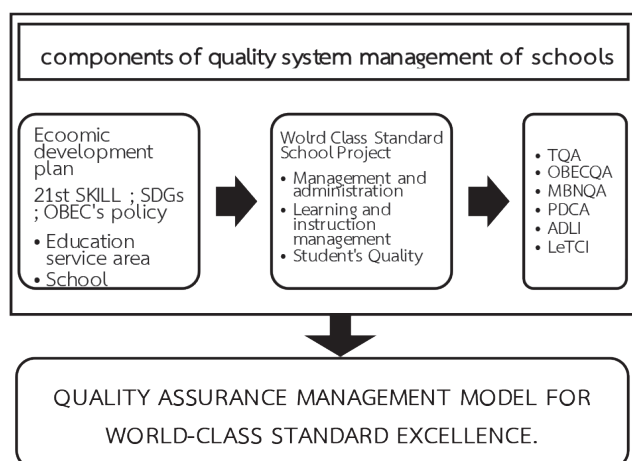 components of quality system management of schools
Ecoomic
development
plan
21st SKILL ; SDGs
; OBEC's policy
• Education
service area
• School
Wolrd Class Standard
School Project
• Management and
administration
• Learning and
instruction
management
• Student's Quality
• TQA
• OBECQA
• MBNQA
• PDCA
• ADLI
• LeTCI
QUALITY ASSURANCE MANAGEMENT MODEL FOR
WORLD-CLASS STANDARD EXCELLENCE.